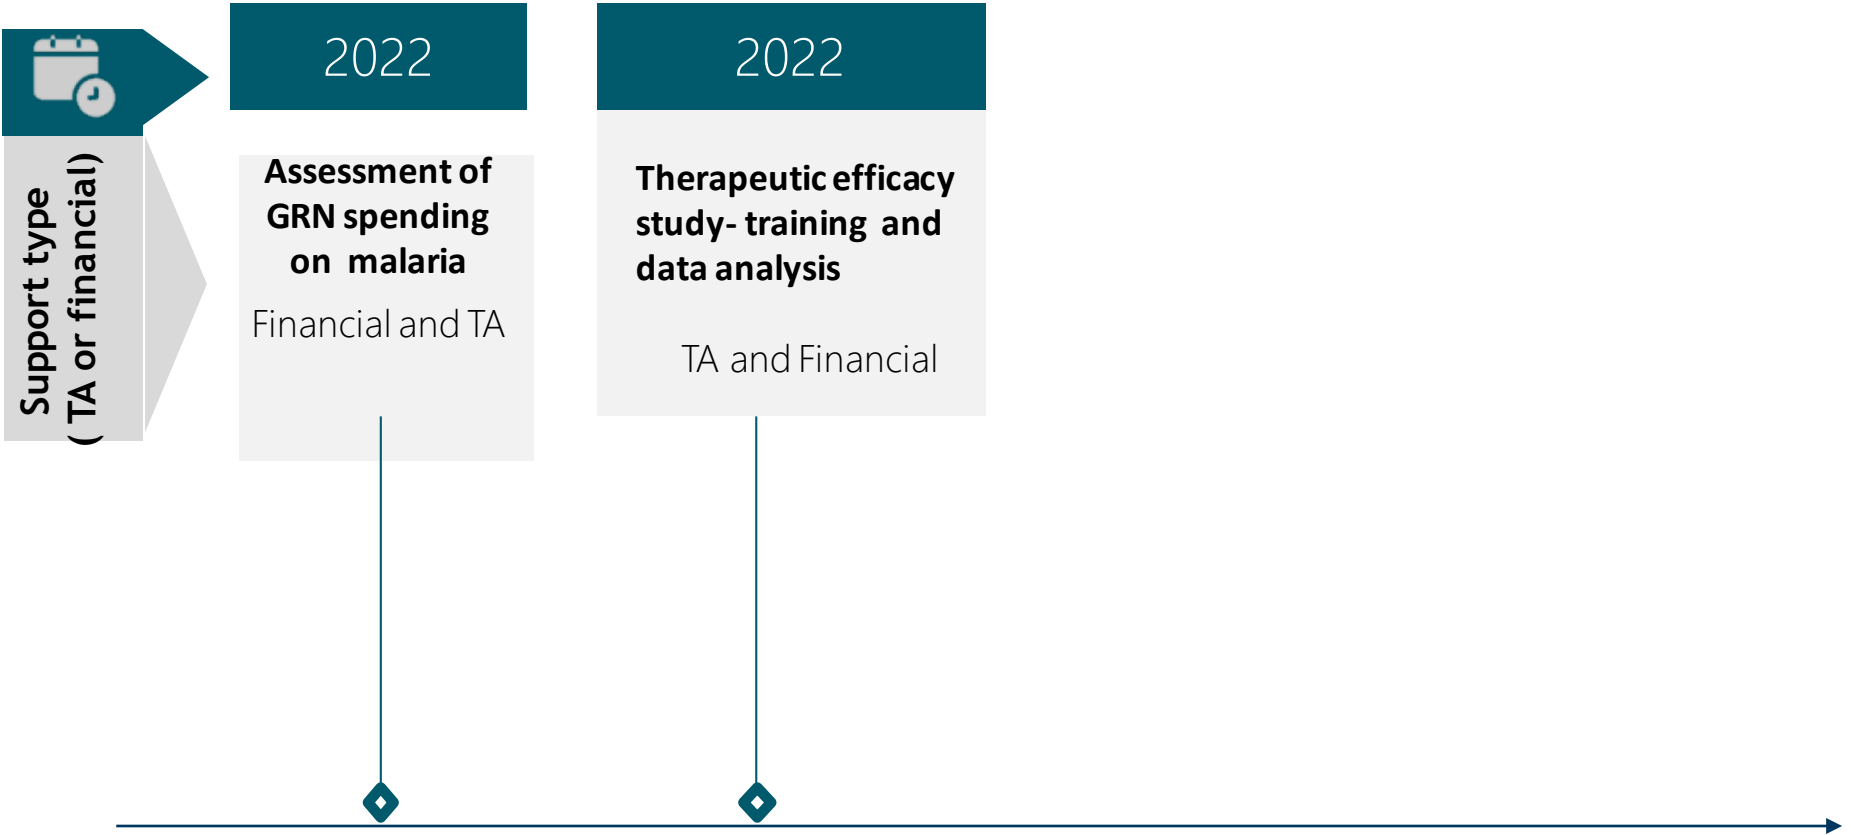 Support type
( TA or financial)
2022
Assessment of
GRN spending
on malaria
Financial and TA
2022
Therapeutic efficacy
study- training and
data analysis
TA and Financial